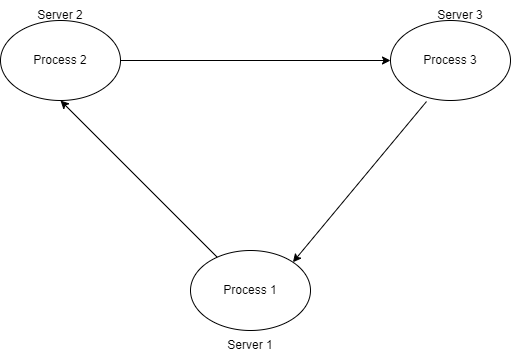 Server 2
Server 3
Process 2
Process 3
Process 1
Server 1